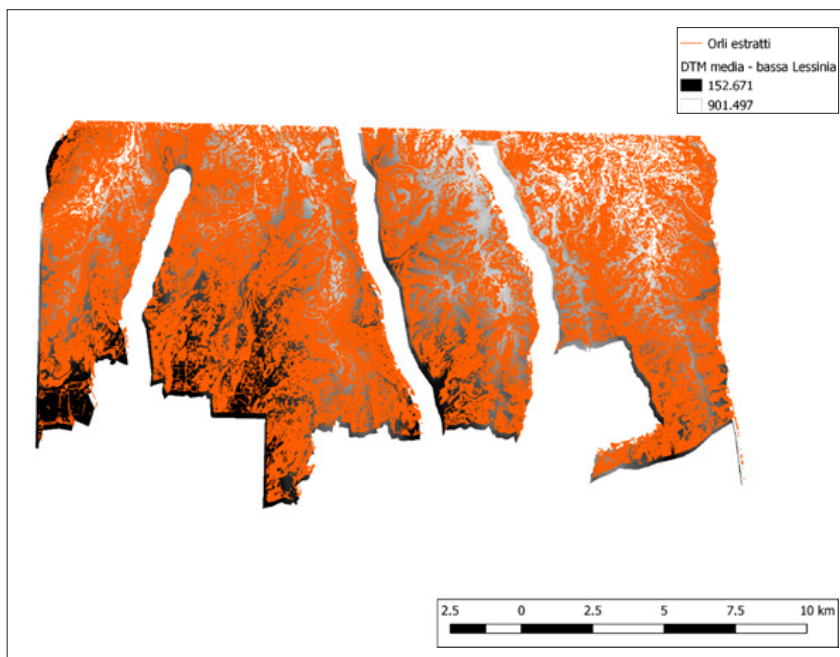 Orli estratti
DTM media - bassa Lessinia
152.671
901.497
2.5 0 2.5 5 7.5 10 km